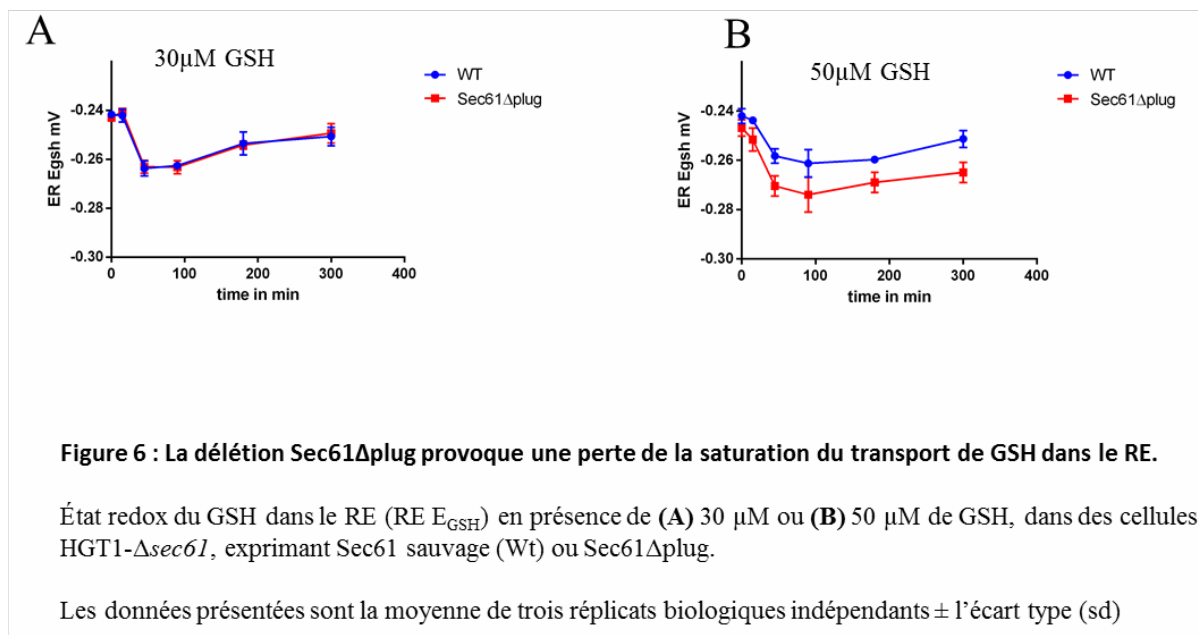 A
30µM GSH
WT
Sec61Δplug
ER Egsh mV
-0.24
-0.26
-0.28
-0.30
0
100
200
300
400
time in min
B
50µM GSH
WT
Sec61Δplug
ER Egsh mV
-0.24
-0.26
-0.28
-0.30
0
100
200
300
400
time in min
Figure 6 : La délétion Sec61Δplug provoque une perte de la saturation du transport de GSH dans le RE.
État redox du GSH dans le RE (RE EGSH) en présence de (A) 30 µM ou (B) 50 µM de GSH, dans des cellules
HGT1-Δsec61, exprimant Sec61 sauvage (Wt) ou Sec61Δplug.
Les données présentées sont la moyenne de trois réplicats biologiques indépendants ± l’écart type (sd)